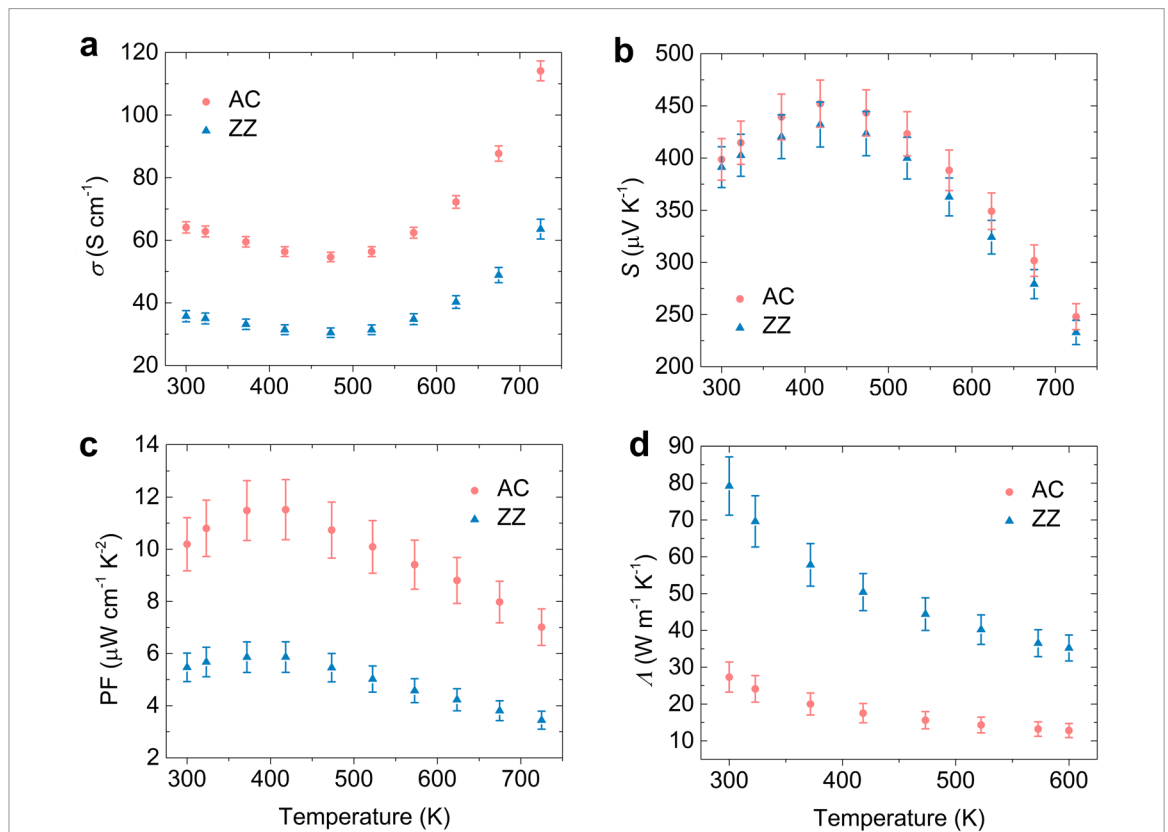 a
120
100
80
60
40
20
σ (S cm⁻¹)
AC
ZZ
300 400 500 600 700
b
500
450
400
350
300
250
200
S (μV K⁻¹)
AC
ZZ
300 400 500 600 700
c
14
12
10
8
6
4
2
PF (μW cm⁻¹ K⁻²)
AC
ZZ
300 400 500 600 700
Temperature (K)
d
90
80
70
60
50
40
30
20
10
Λ (W m⁻¹ K⁻¹)
AC
ZZ
300 400 500 600
Temperature (K)